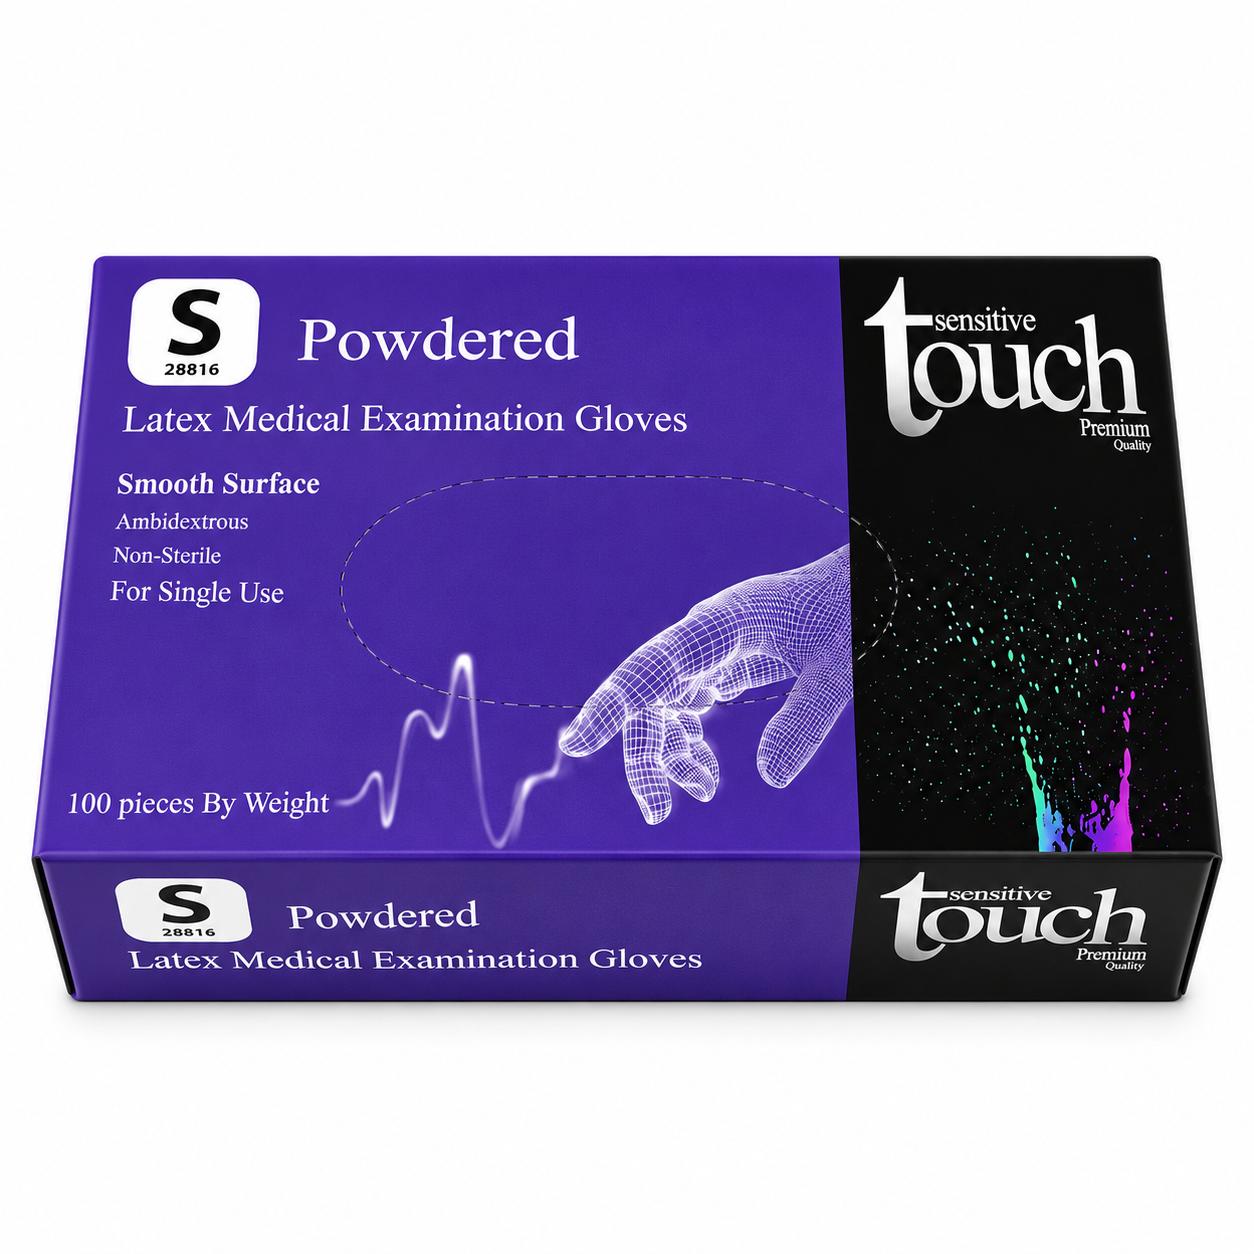 S
28816
Powdered
Latex Medical Examination Gloves
Smooth Surface
Ambidextrous
Non-Sterile
For Single Use
100 pieces By Weight
sensitive
touch
Premium
Quality
S
28816
Powdered
Latex Medical Examination Gloves
sensitive
touch
Premium
Quality